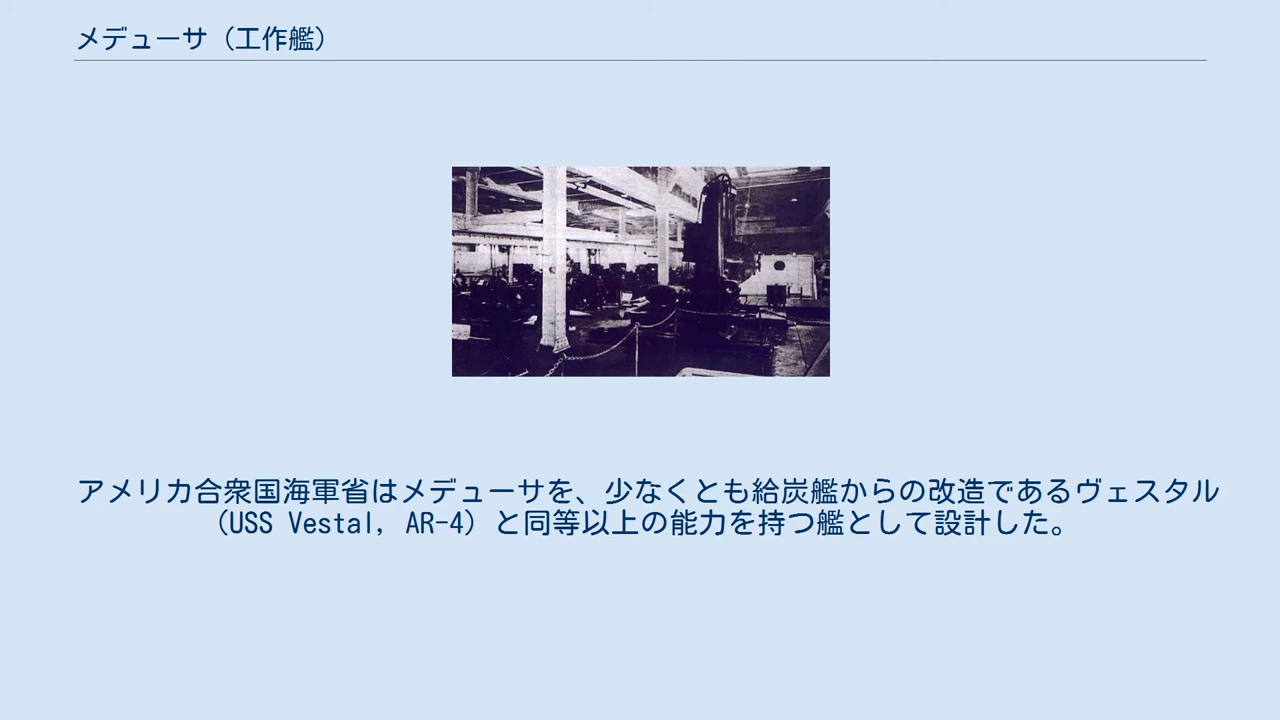 メデューサ（工作艦）
アメリカ合衆国海軍省はメデューサを、少なくとも給炭艦からの改造であるヴェスタル
（USS Vestal, AR-4）と同等以上の能力を持つ艦として設計した。